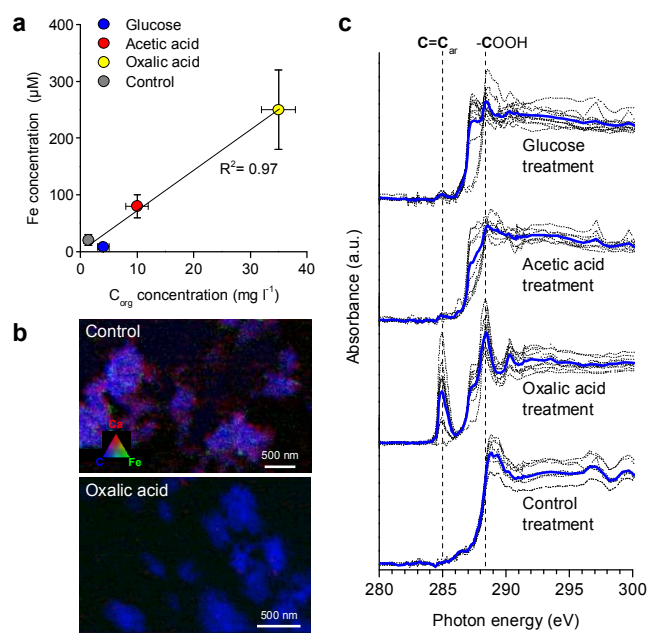 a
Glucose
Acetic acid
Oxalic acid
Control
Fe concentration (µM)
400
300
200
100
0
R²= 0.97
0 10 20 30 40
C_org concentration (mg l⁻¹)
b
Control
Ca
C Fe
500 nm
Oxalic acid
500 nm
c
C=C_ar -COOH
Absorbance (a.u.)
Glucose
treatment
Acetic acid
treatment
Oxalic acid
treatment
Control
treatment
280 285 290 295 300
Photon energy (eV)